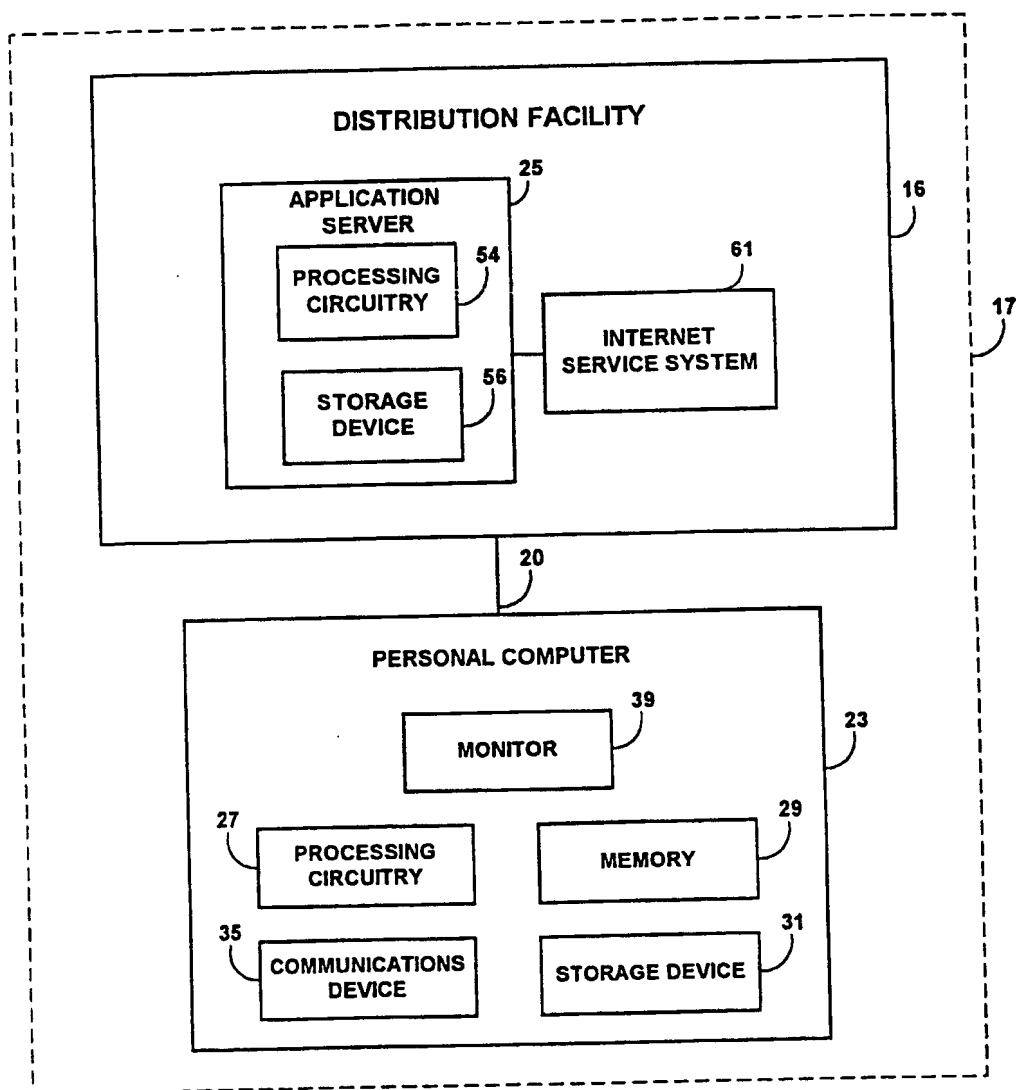 DISTRIBUTION FACILITY
25
APPLICATION
SERVER
16
54
PROCESSING
CIRCUITRY
61
INTERNET
SERVICE SYSTEM
17
56
STORAGE
DEVICE
20
PERSONAL COMPUTER
39
MONITOR
23
27
PROCESSING
CIRCUITRY
29
MEMORY
35
COMMUNICATIONS
DEVICE
31
STORAGE DEVICE